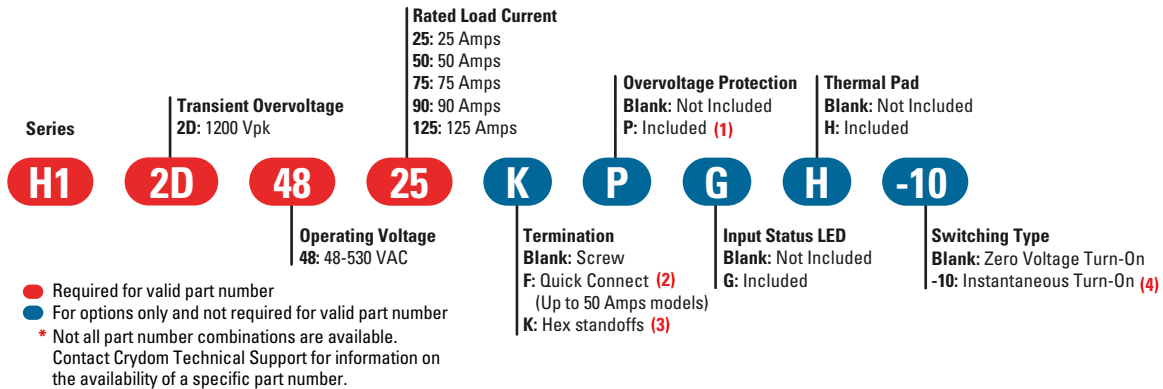 Rated Load Current
25: 25 Amps
50: 50 Amps
75: 75 Amps
90: 90 Amps
125: 125 Amps
Transient Overvoltage
2D: 1200 Vpk
Overvoltage Protection
Blank: Not Included
P: Included (1)
Thermal Pad
Blank: Not Included
H: Included
Series
H1 2D 48 25 K P G H -10
Operating Voltage
48: 48-530 VAC
Termination
Blank: Screw
F: Quick Connect (2)
(Up to 50 Amps models)
K: Hex standoffs (3)
Input Status LED
Blank: Not Included
G: Included
Switching Type
Blank: Zero Voltage Turn-On
-10: Instantaneous Turn-On (4)
Required for valid part number
For options only and not required for valid part number
* Not all part number combinations are available.
Contact Crydom Technical Support for information on
the availability of a specific part number.